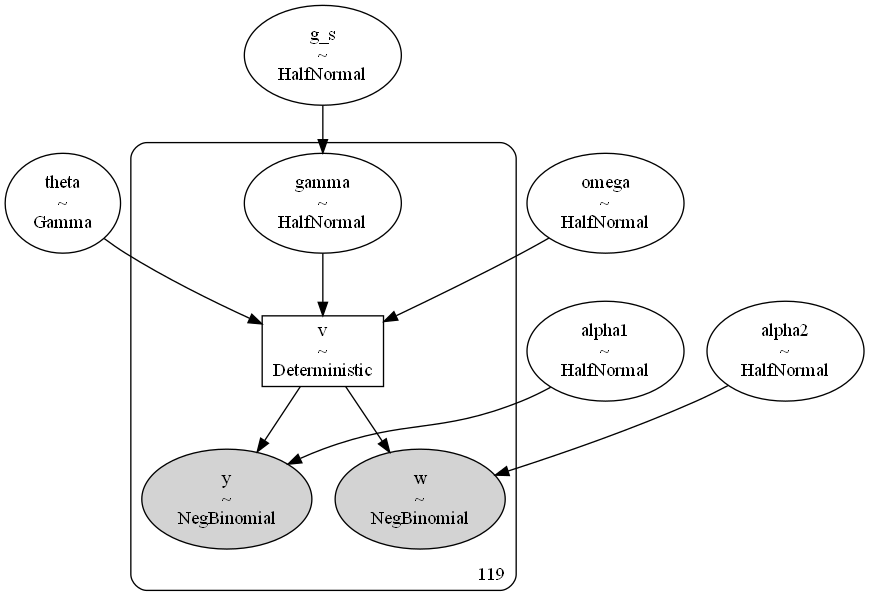 g_s
~
HalfNormal
theta
~
Gamma
gamma
~
HalfNormal
omega
~
HalfNormal
v
~
Deterministic
alpha1
~
HalfNormal
alpha2
~
HalfNormal
y
~
NegBinomial
w
~
NegBinomial
119